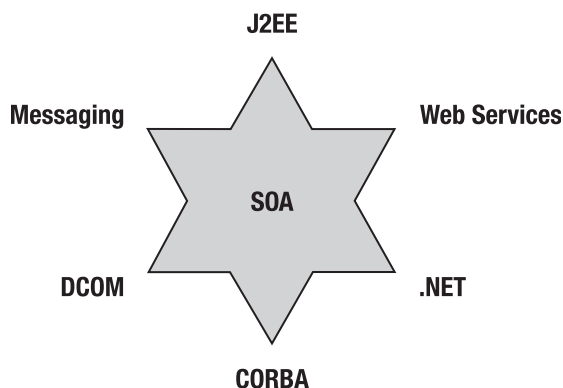 J2EE
Messaging
Web Services
SOA
DCOM
.NET
CORBA